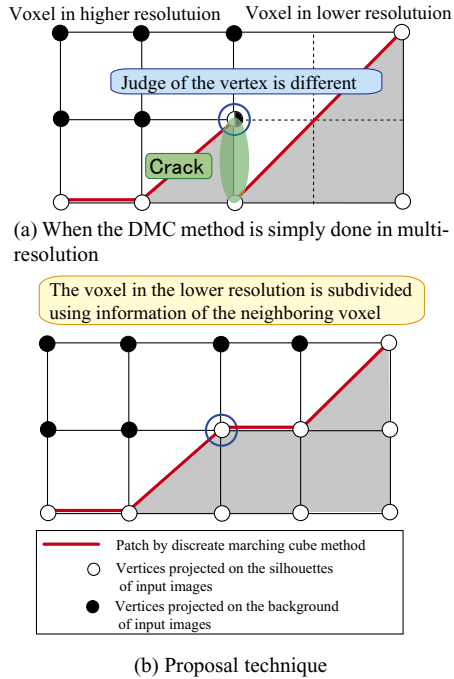 Voxel in higher resolutuion
Voxel in lower resolutuion
Judge of the vertex is different
Crack
(a) When the DMC method is simply done in multi-
resolution
The voxel in the lower resolution is subdivided
using information of the neighboring voxel
Patch by discreate marching cube method
Vertices projected on the silhouettes
of input images
Vertices projected on the background
of input images
(b) Proposal technique